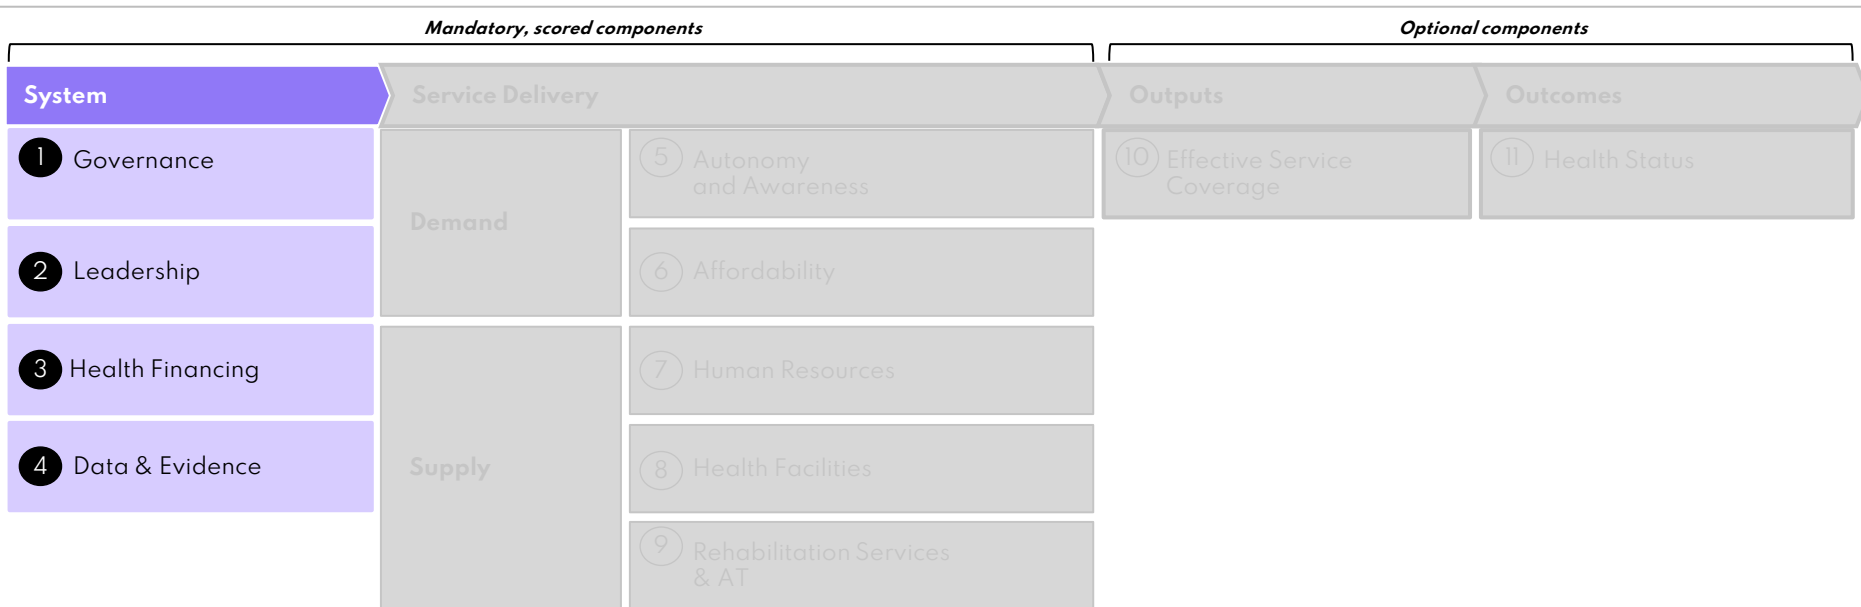 Mandatory, scored components
Optional components
System
Service Delivery
Outputs
Outcomes
1 Governance
2 Leadership
3 Health Financing
4 Data & Evidence
Demand
Supply
5 Autonomy
and Awareness
6 Affordability
7 Human Resources
8 Health Facilities
9 Rehabilitation Services
& AT
10 Effective Service
Coverage
11 Health Status